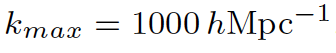 k_{max} = 1000 hMpc^{-1}